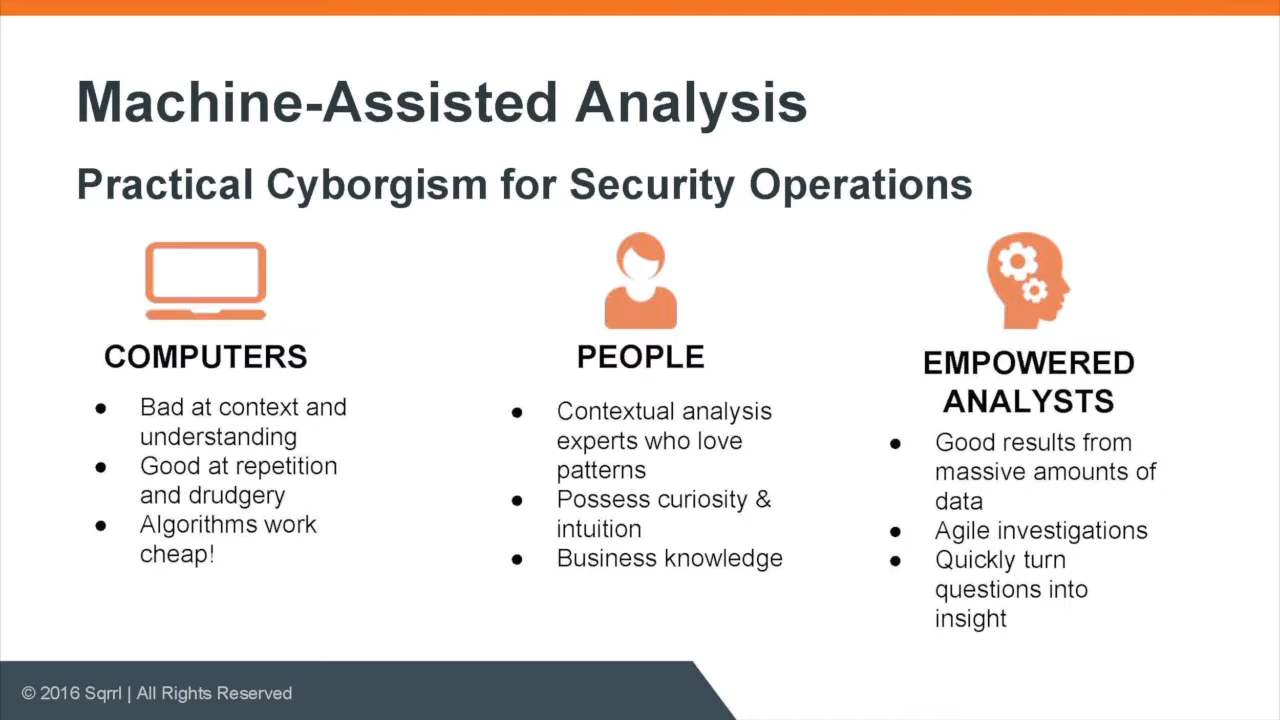 Machine-Assisted Analysis
Practical Cyborgism for Security Operations
COMPUTERS
● Bad at context and
understanding
● Good at repetition
and drudgery
● Algorithms work
cheap!
PEOPLE
● Contextual analysis
experts who love
patterns
● Possess curiosity &
intuition
● Business knowledge
EMPOWERED
ANALYSTS
● Good results from
massive amounts of
data
● Agile investigations
● Quickly turn
questions into
insight
© 2016 Sqrrl | All Rights Reserved